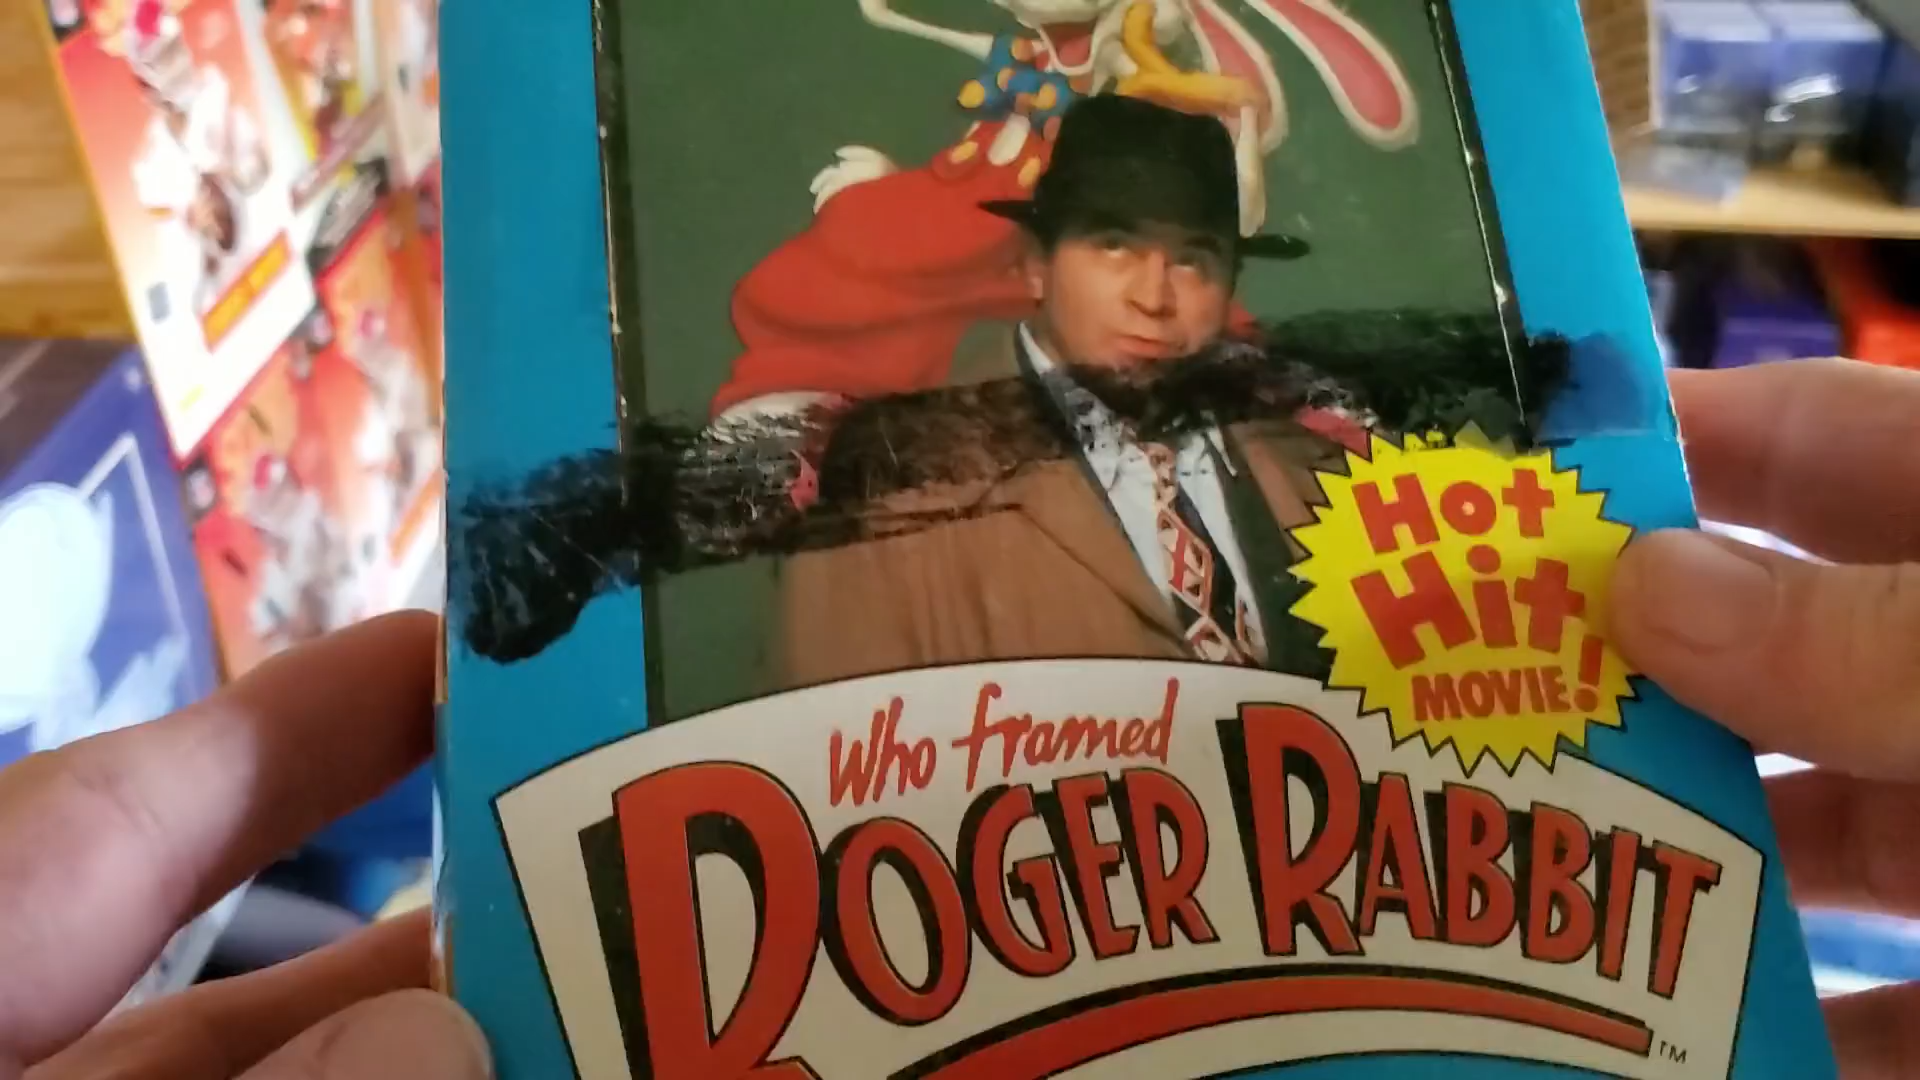 Hot
Hit!
MOVIE!
Who framed
ROGER RABBIT
TM